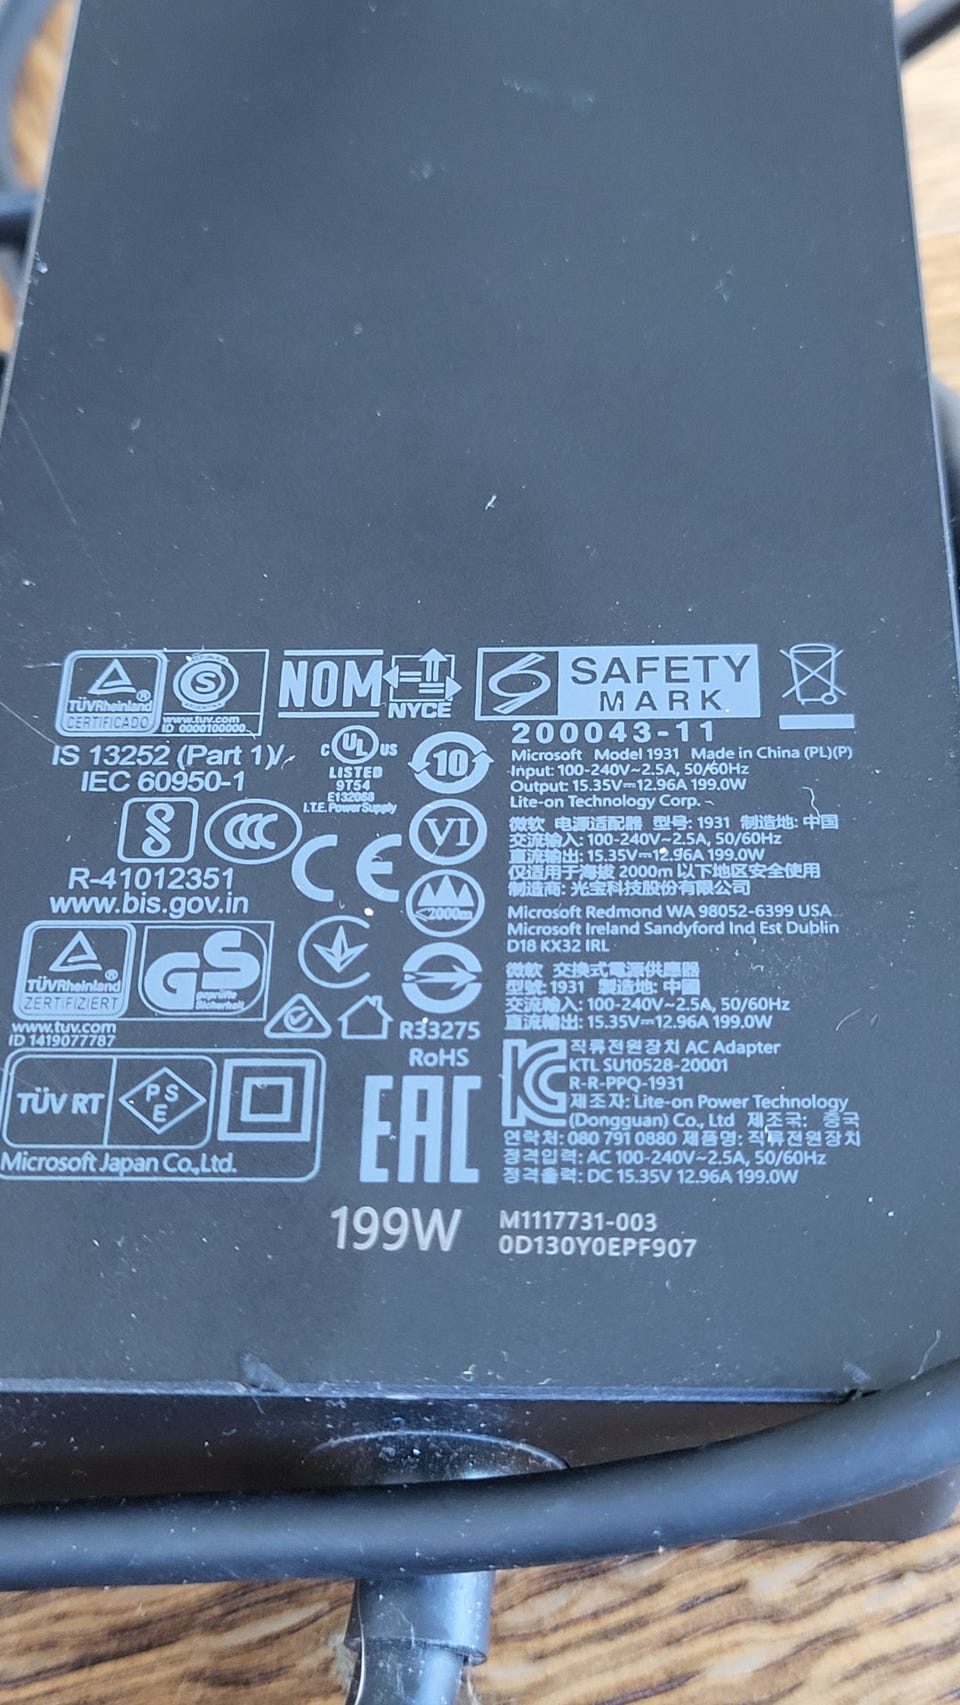 TÜVRheinland
CERTIFICADO
S
www.tuv.com
ID 0000100000
NOM
NYCE
SAFETY
MARK
200043-11
IS 13252 (Part 1)/
IEC 60950-1
C UL US
LISTED
9T54
E132068
I.T.E. Power Supply
10
Microsoft Model 1931 Made in China (PL)(P)
Input: 100-240V~2.5A, 50/60Hz
Output: 15.35V⎓12.96A 199.0W
Lite-on Technology Corp.
微软 电源适配器 型号: 1931 制造地: 中国
交流输入: 100-240V~2.5A, 50/60Hz
直流输出: 15.35V⎓12.96A 199.0W
仅适用于海拔 2000m 以下地区安全使用
制造商: 光宝科技股份有限公司
CCC
R-41012351
www.bis.gov.in
CE
VI
≤2000m
Microsoft Redmond WA 98052-6399 USA
Microsoft Ireland Sandyford Ind Est Dublin
D18 KX32 IRL
TÜVRheinland
ZERTIFIZIERT
GS
geprüfte
Sicherheit
www.tuv.com
ID 1419077787
R33275
RoHS
微軟 交換式電源供應器
型號: 1931 製造地: 中國
交流輸入: 100-240V~2.5A, 50/60Hz
直流輸出: 15.35V⎓12.96A 199.0W
TÜV RT
PSE
Microsoft Japan Co.,Ltd.
EAC
KC
직류전원장치 AC Adapter
KTL SU10528-20001
R-R-PPQ-1931
제조자: Lite-on Power Technology
(Dongguan) Co., Ltd 제조국: 중국
연락처: 080 791 0880 제품명: 직류전원장치
정격입력: AC 100-240V~2.5A, 50/60Hz
정격출력: DC 15.35V 12.96A 199.0W
199W
M1117731-003
0D130Y0EPF907